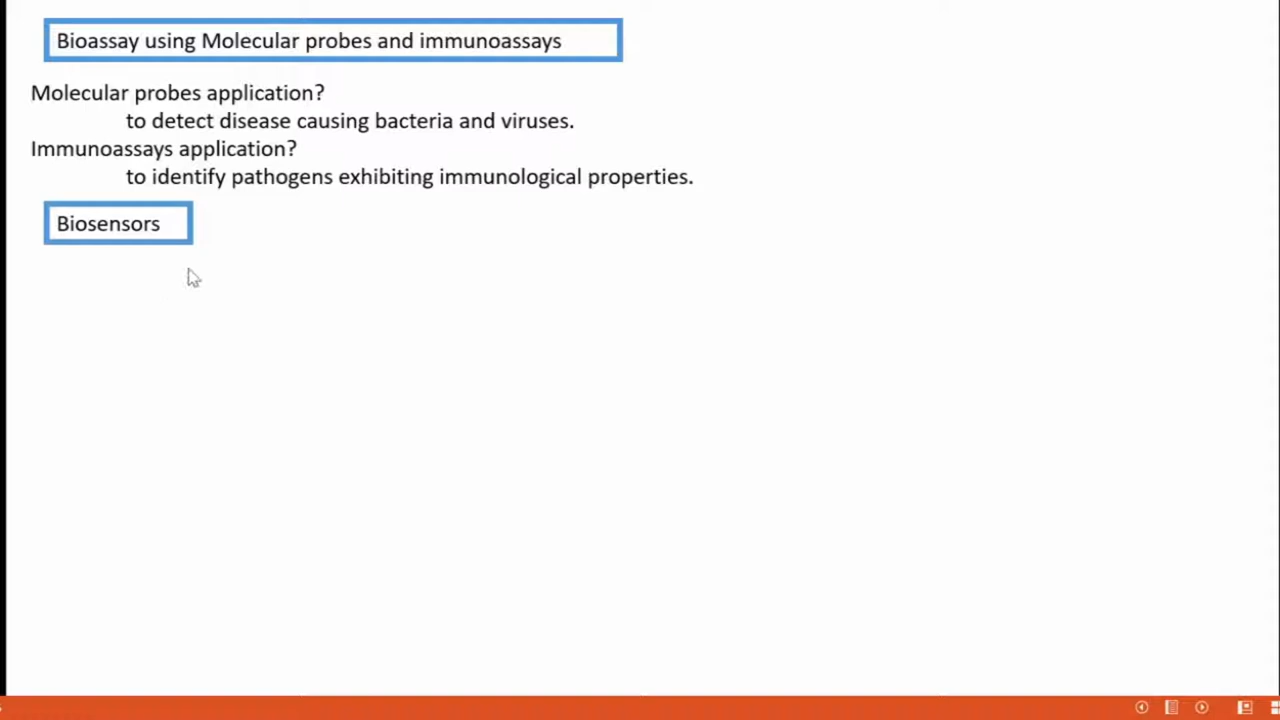 Bioassay using Molecular probes and immunoassays
Molecular probes application?
to detect disease causing bacteria and viruses.
Immunoassays application?
to identify pathogens exhibiting immunological properties.
Biosensors